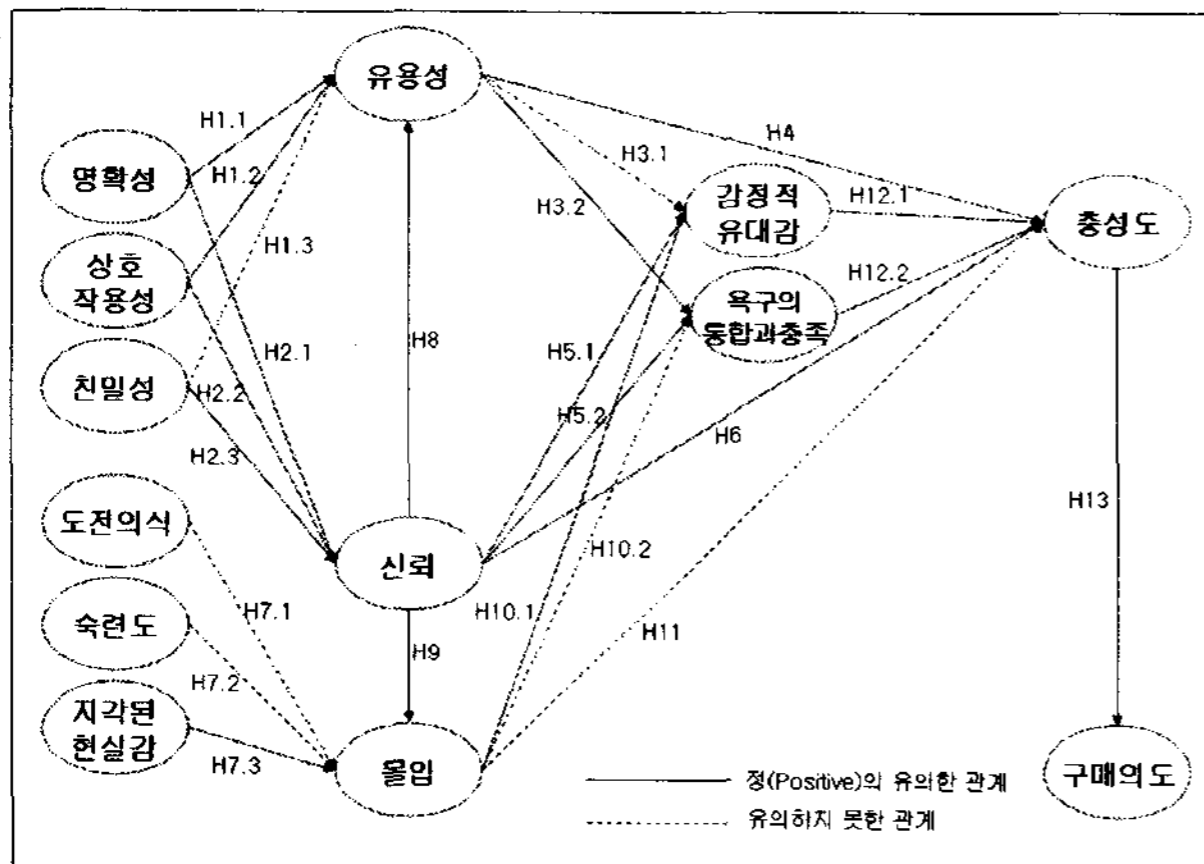 유용성
H1.1
H4
명확성
H1.2
H3.1
감정적
유대감
H12.1
충성도
H3.2
H1.3
상호
작용성
H12.2
욕구의
통합과충족
H8
H2.1
H5.1
친밀성
H2.2
H5.2
H6
H2.3
H13
도전의식
신뢰
H10.2
H7.1
H10.1
H11
숙련도
H9
H7.2
지각된
현실감
H7.3
몰입
구매의도
정(Positive)의 유의한 관계
유의하지 못한 관계